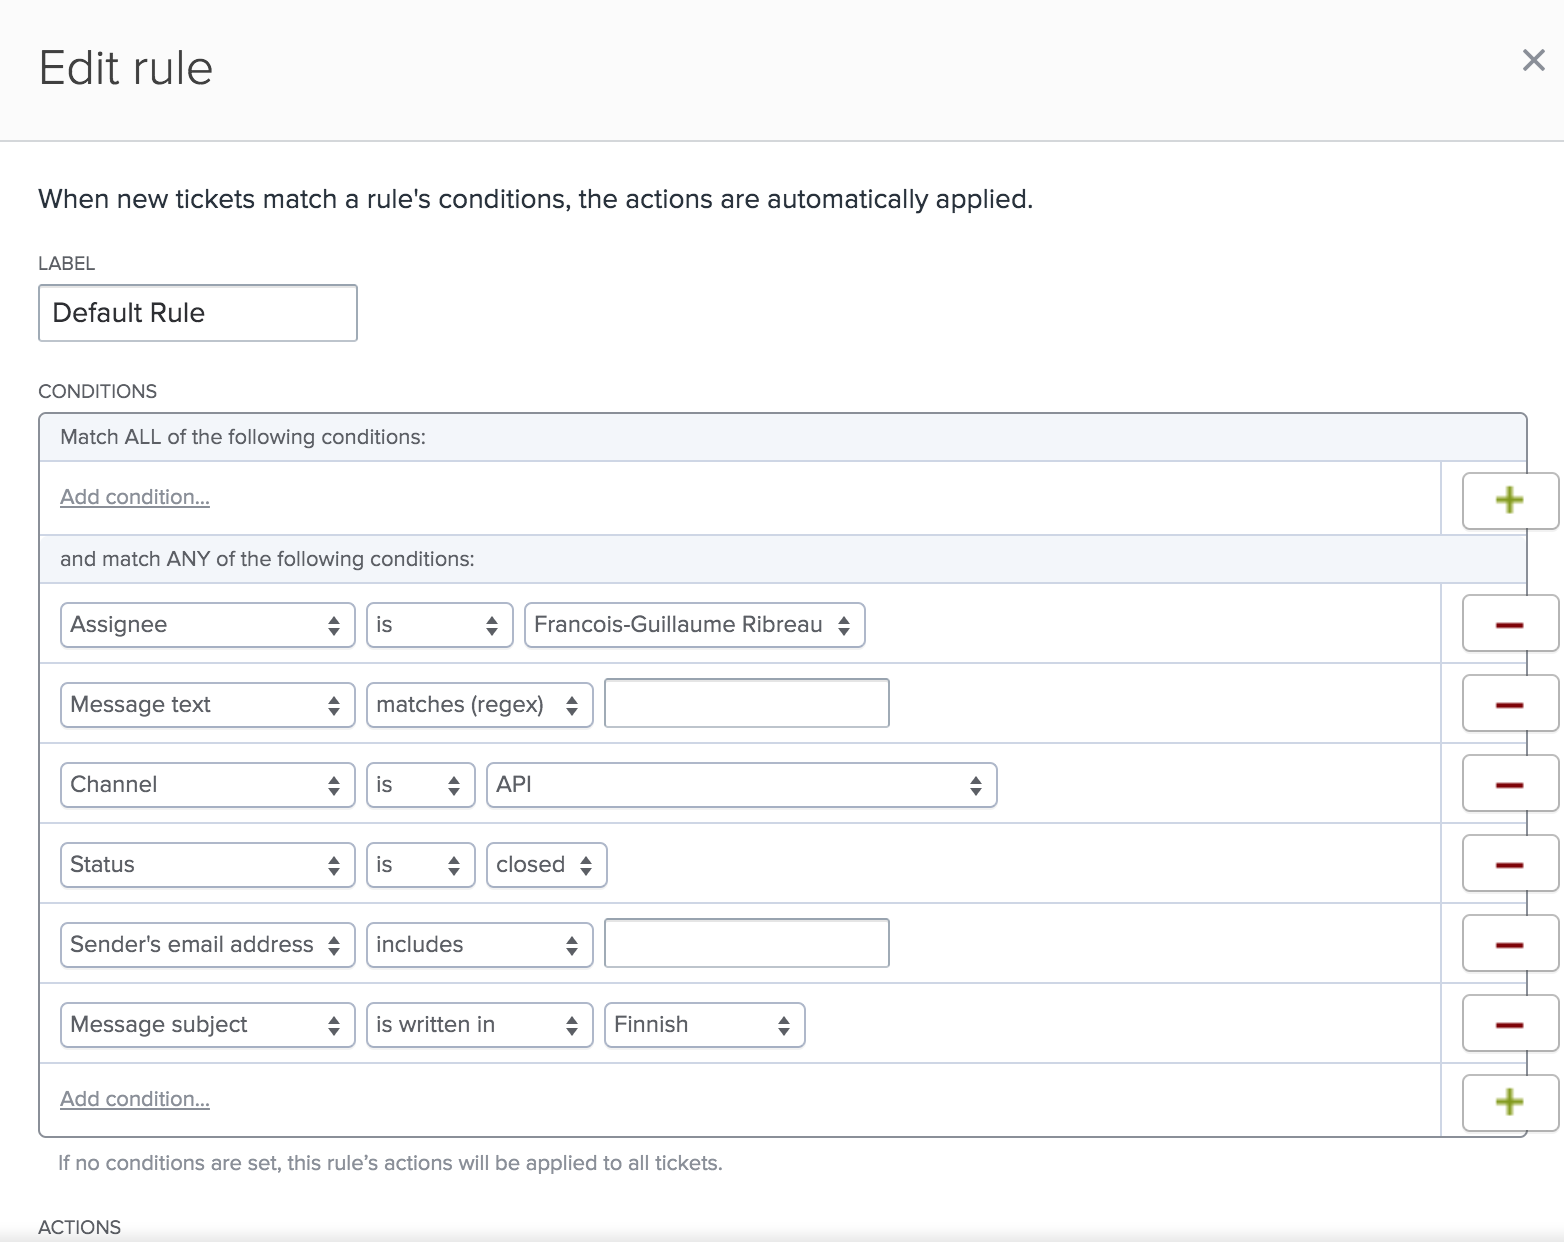 Edit rule
When new tickets match a rule's conditions, the actions are automatically applied.
LABEL
Default Rule
CONDITIONS
Match ALL of the following conditions:
Add condition...
and match ANY of the following conditions:
Assignee is Francois-Guillaume Ribreau
Message text matches (regex)
Channel is API
Status is closed
Sender's email address includes
Message subject is written in Finnish
Add condition...
If no conditions are set, this rule’s actions will be applied to all tickets.
ACTIONS